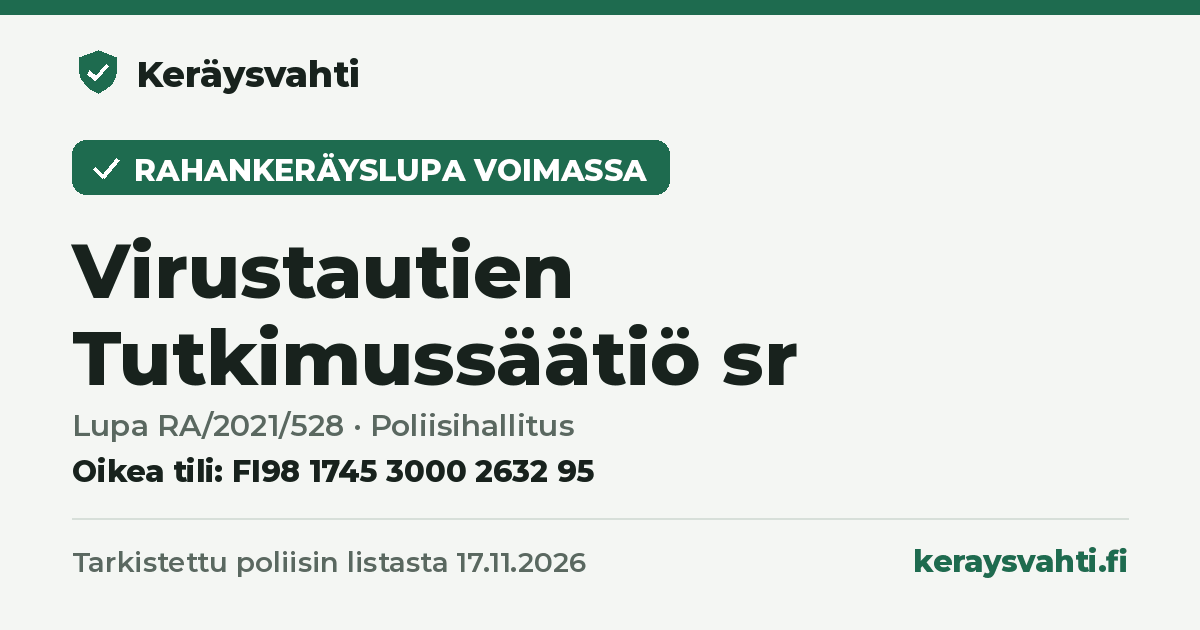 Keräysvahti
RAHANKERÄYSLUPA VOIMASSA
Virustautien
Tutkimussäätiö sr
Lupa RA/2021/528 · Poliisihallitus
Oikea tili: FI98 1745 3000 2632 95
Tarkistettu poliisin listasta 17.11.2026
keraysvahti.fi